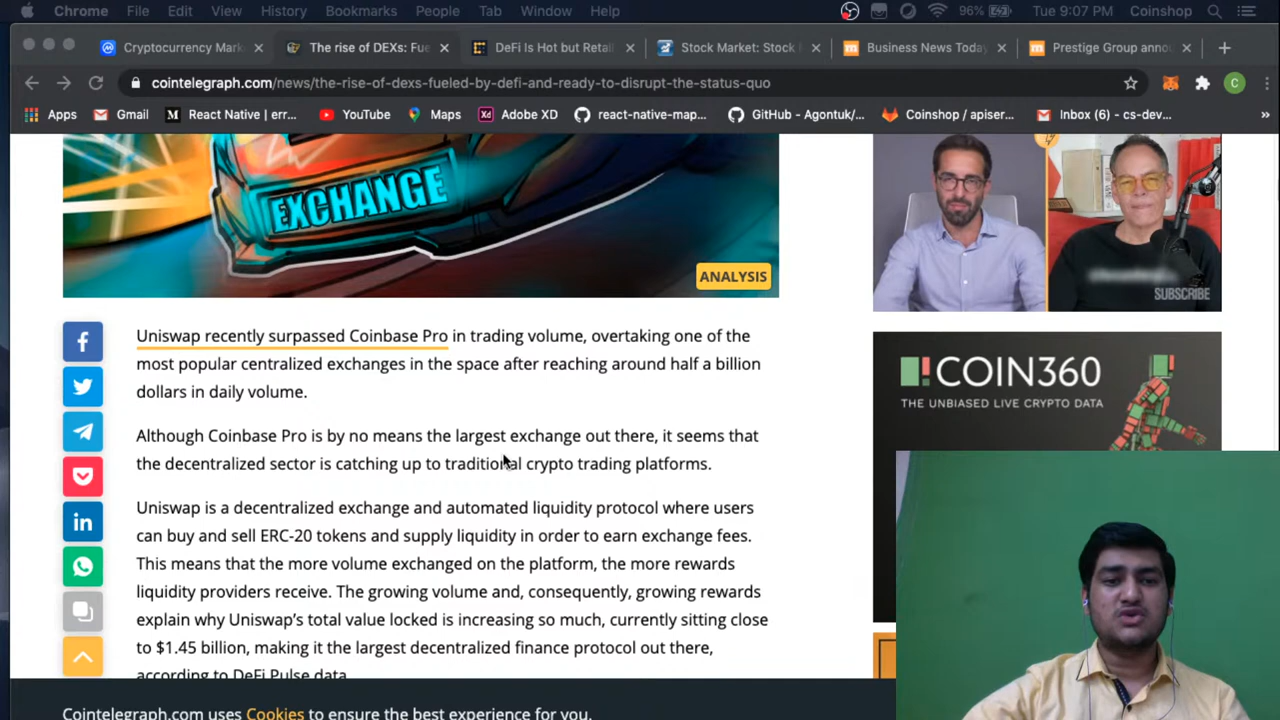 Chrome File Edit View History Bookmarks People Tab Window Help 96% Tue 9:07 PM Coinshop
Cryptocurrency Mark × The rise of DEXs: Fue × DeFi Is Hot but Retail × Stock Market: Stock × Business News Today × Prestige Group anno × +
cointelegraph.com/news/the-rise-of-dexs-fueled-by-defi-and-ready-to-disrupt-the-status-quo C
Apps Gmail React Native | err... YouTube Maps Adobe XD react-native-map... GitHub - Agontuk/... Coinshop / apiser... Inbox (6) - cs-dev... »
EXCHANGE
ANALYSIS
SUBSCRIBE
Uniswap recently surpassed Coinbase Pro in trading volume, overtaking one of the
most popular centralized exchanges in the space after reaching around half a billion
dollars in daily volume.
Although Coinbase Pro is by no means the largest exchange out there, it seems that
the decentralized sector is catching up to traditional crypto trading platforms.
Uniswap is a decentralized exchange and automated liquidity protocol where users
can buy and sell ERC-20 tokens and supply liquidity in order to earn exchange fees.
This means that the more volume exchanged on the platform, the more rewards
liquidity providers receive. The growing volume and, consequently, growing rewards
explain why Uniswap's total value locked is increasing so much, currently sitting close
to $1.45 billion, making it the largest decentralized finance protocol out there,
according to DeFi Pulse data.
COIN360
THE UNBIASED LIVE CRYPTO DATA
Cointelegraph.com uses Cookies to ensure the best experience for you.